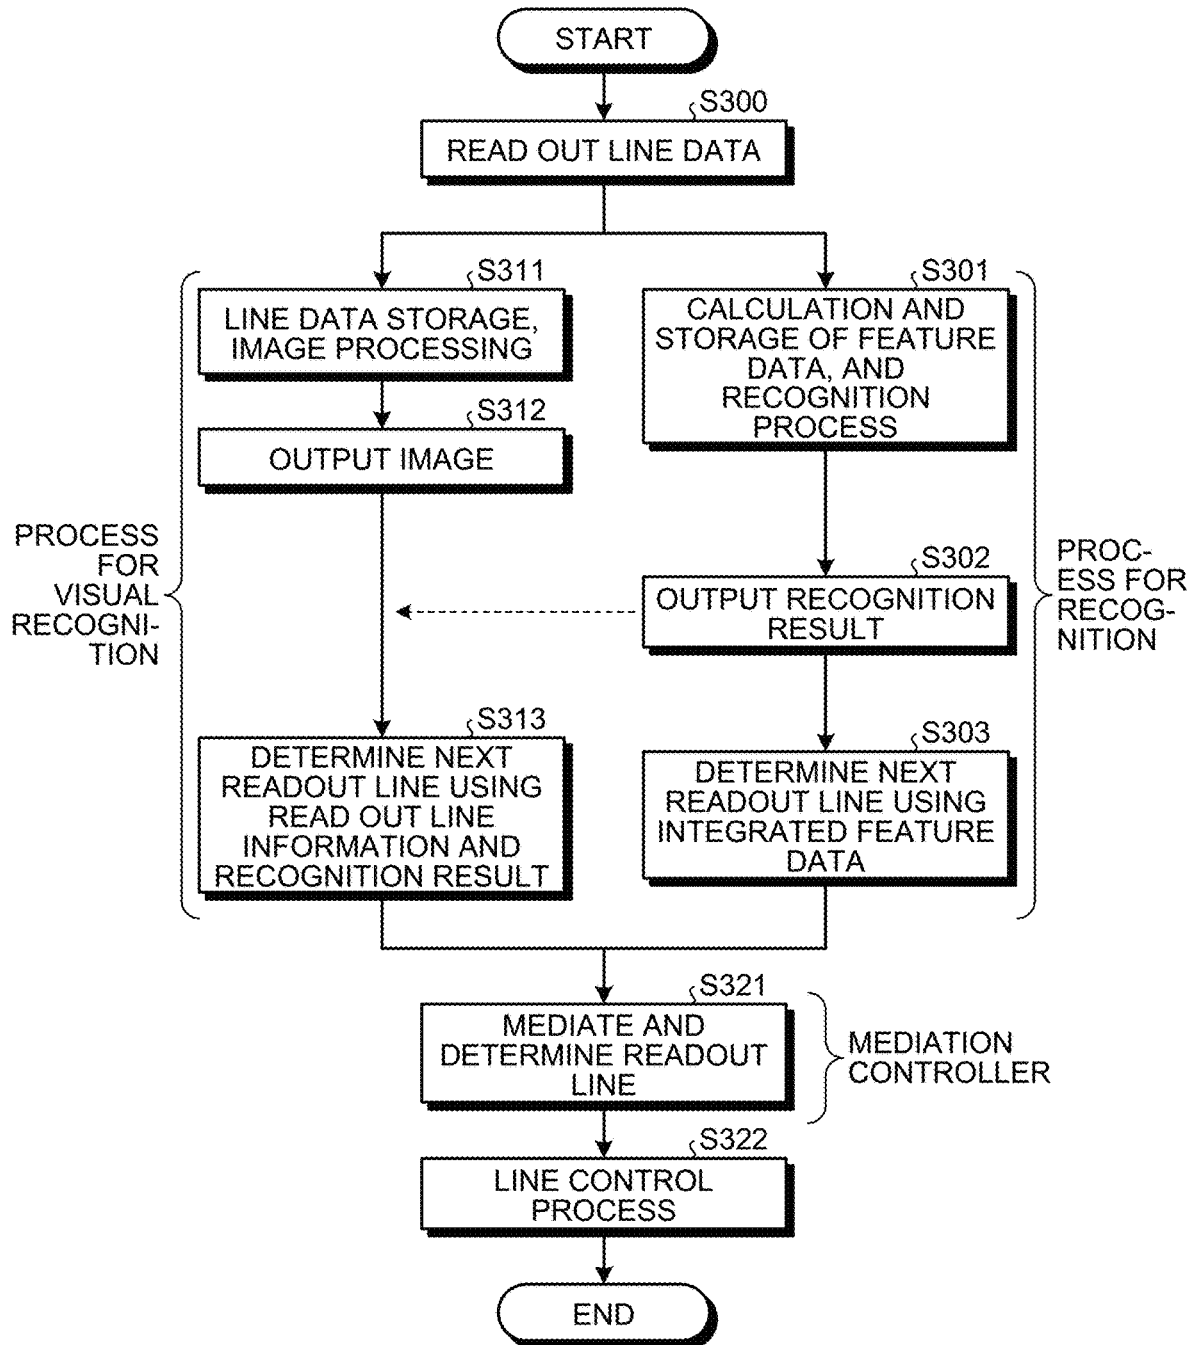 START
S300
READ OUT LINE DATA
S311
LINE DATA STORAGE,
IMAGE PROCESSING
S312
OUTPUT IMAGE
PROCESS
FOR
VISUAL
RECOGNI-
TION
S313
DETERMINE NEXT
READOUT LINE USING
READ OUT LINE
INFORMATION AND
RECOGNITION RESULT
S301
CALCULATION AND
STORAGE OF FEATURE
DATA, AND
RECOGNITION
PROCESS
S302
OUTPUT RECOGNITION
RESULT
PROC-
ESS FOR
RECOG-
NITION
S303
DETERMINE NEXT
READOUT LINE USING
INTEGRATED FEATURE
DATA
S321
MEDIATE AND
DETERMINE READOUT
LINE
MEDIATION
CONTROLLER
S322
LINE CONTROL
PROCESS
END